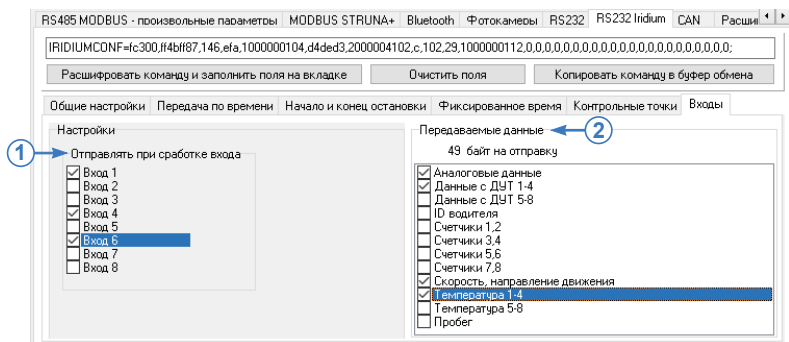 RS485 MODBUS - произвольные параметры MODBUS STRUNA+ Bluetooth Фотокамеры RS232 RS232 Iridium CAN Расши
IRIDIUMCONF=fc300,ff4bff87,146,efa,1000000104,d4ded3,2000004102,c,102,29,1000000112,0,0,0,0,0,0,0,0,0,0,0,0,0,0,0,0,0,0,0,0,0,0;
Расшифровать команду и заполнить поля на вкладке Очистить поля Копировать команду в буфер обмена
Общие настройки Передача по времени Начало и конец остановки Фиксированное время Контрольные точки Входы
Настройки
1
Отправлять при сработке входа
Вход 1
Вход 2
Вход 3
Вход 4
Вход 5
Вход 6
Вход 7
Вход 8
Передаваемые данные
2
49 байт на отправку
Аналоговые данные
Данные с ДУТ 1-4
Данные с ДУТ 5-8
ID водителя
Счетчики 1,2
Счетчики 3,4
Счетчики 5,6
Счетчики 7,8
Скорость, направление движения
Температура 1-4
Температура 5-8
Пробег